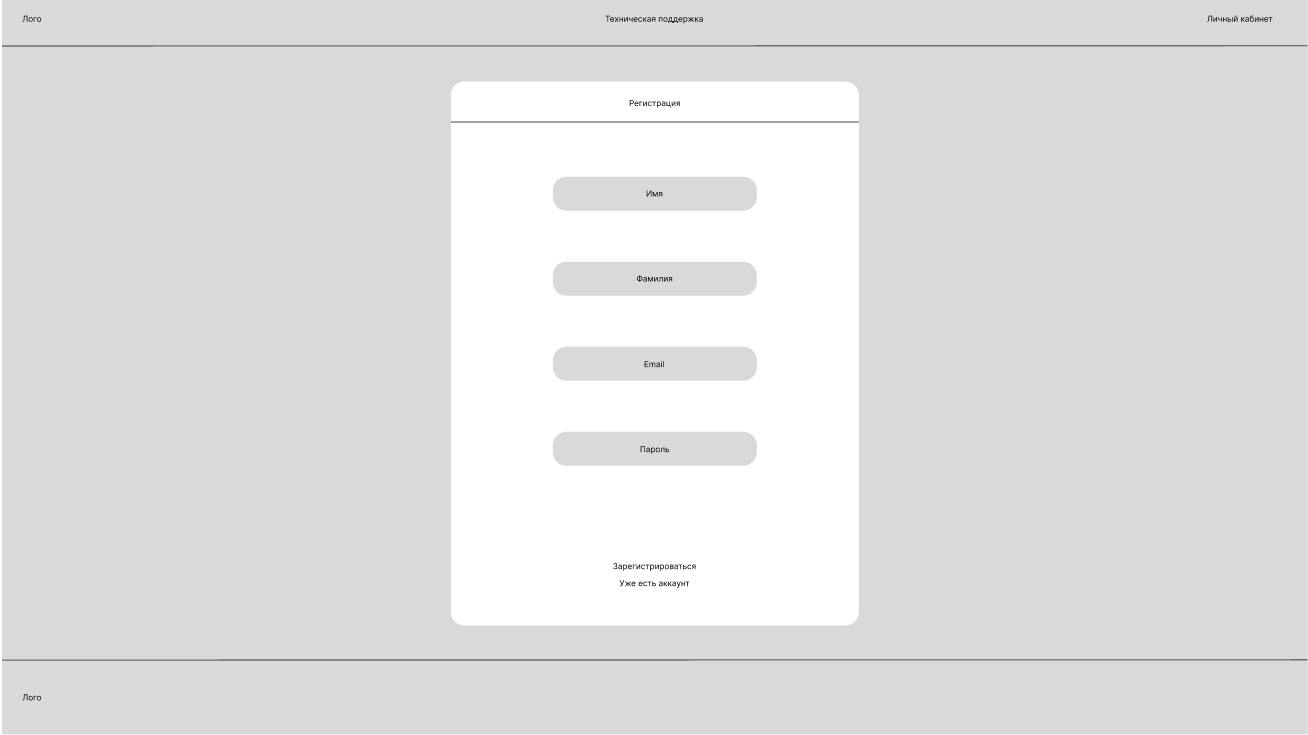 Лого
Техническая поддержка
Личный кабинет
Регистрация
Имя
Фамилия
Email
Пароль
Зарегистрироваться
Уже есть аккаунт
Лого